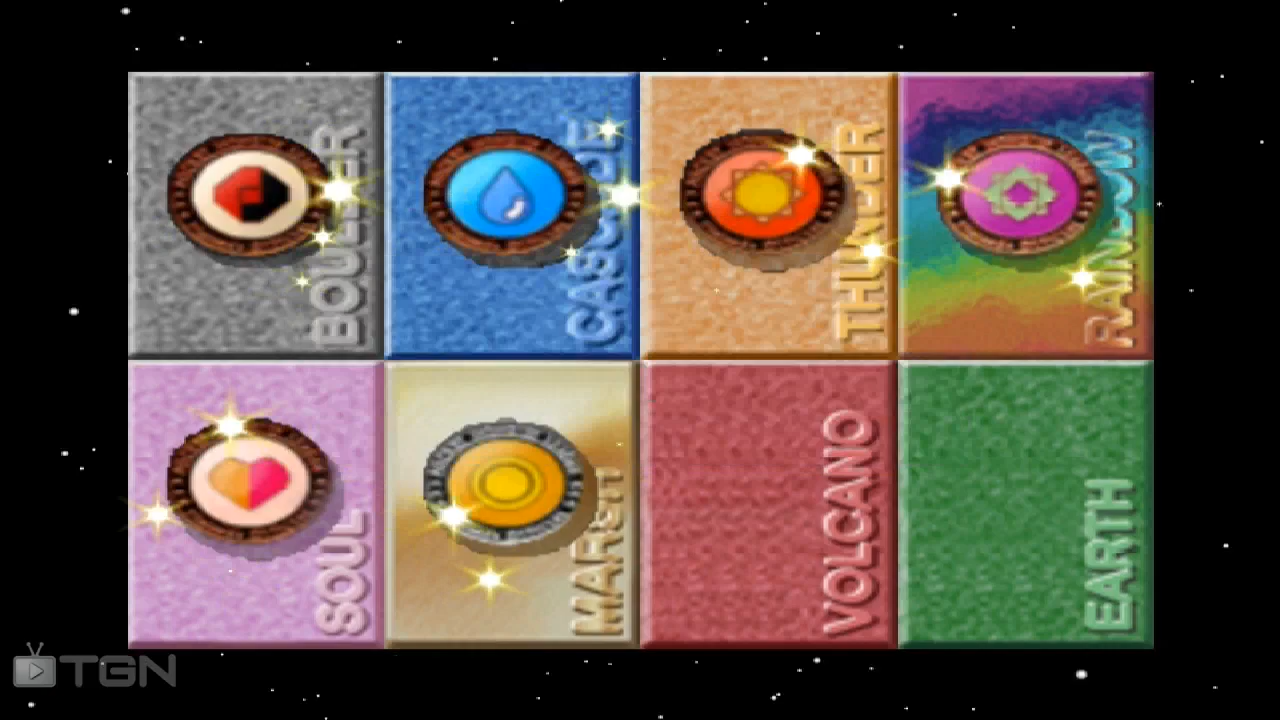 BOULDER
CASCADE
THUNDER
RAINBOW
SOUL
MARSH
VOLCANO
EARTH
TGN